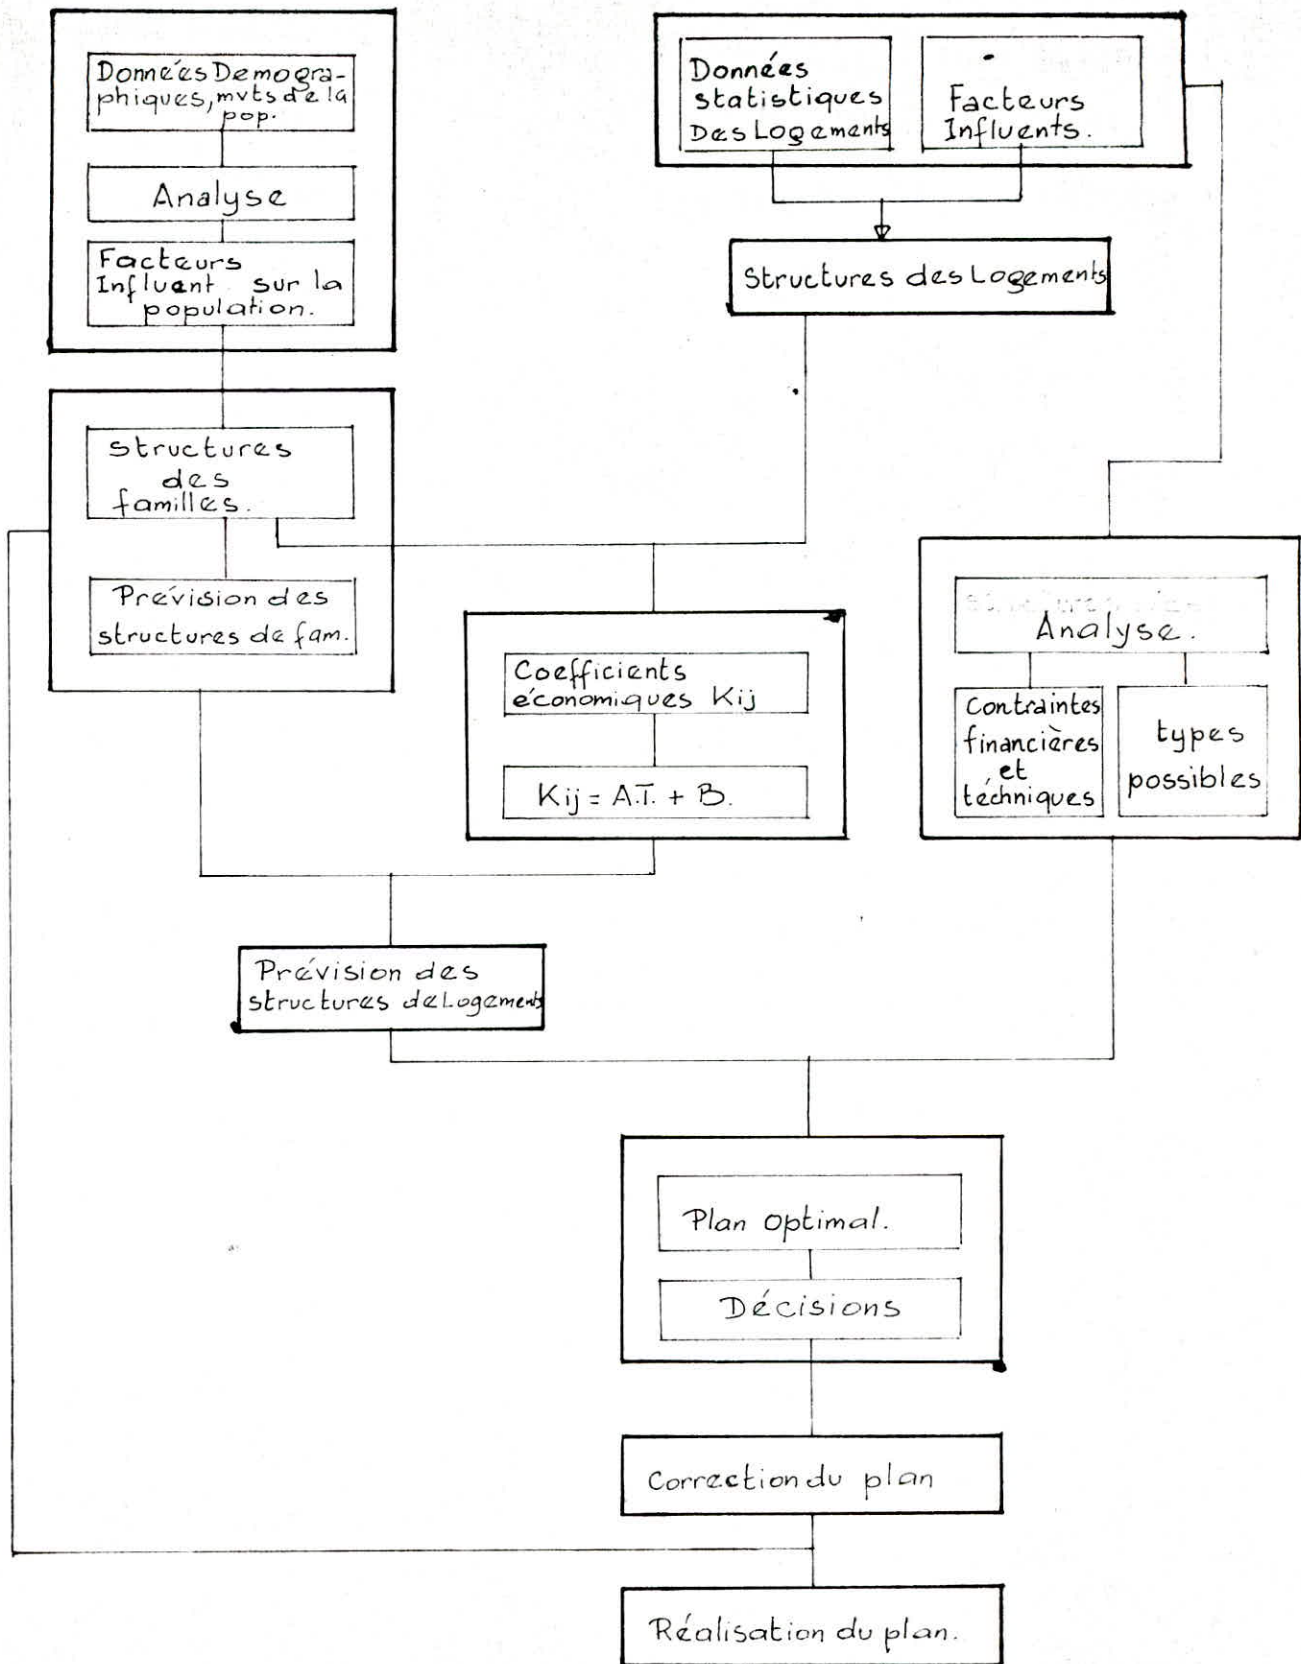 Données Demogra-
phiques, mvts de la
pop.
Analyse
Facteurs
Influent sur la
population.
Données
statistiques
Des Logements
Facteurs
Influents.
Structures des Logements
structures
des
familles.
Prévision des
structures de fam.
Coefficients
économiques Kij
Kij = A.T. + B.
Analyse.
Contraintes
financières
et
téchniques
types
possibles
Prévision des
structures de Logements
Plan optimal.
Décisions
Correction du plan
Réalisation du plan.